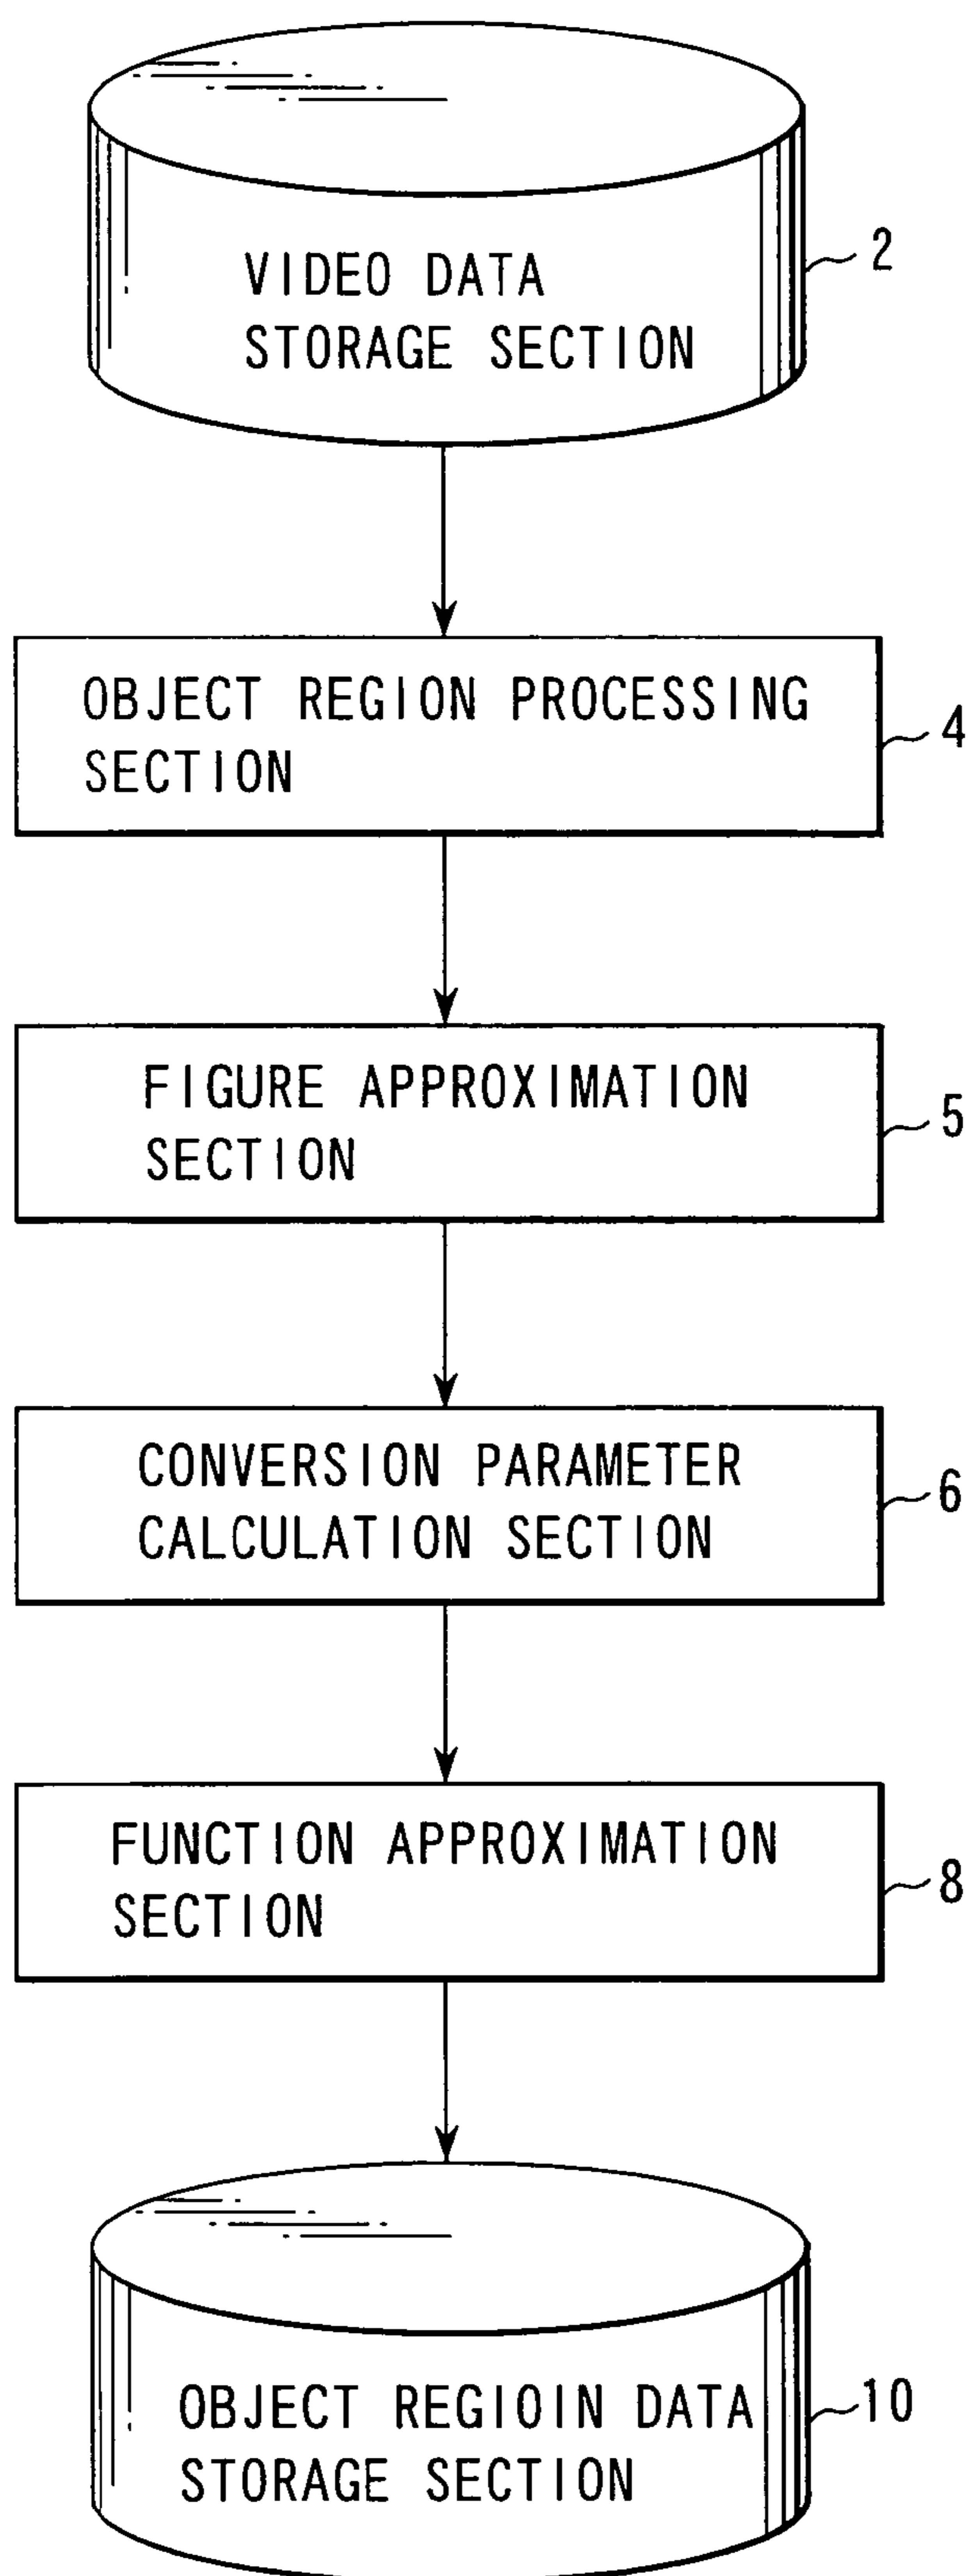 VIDEO DATA
STORAGE SECTION
2
OBJECT REGION PROCESSING
SECTION
4
FIGURE APPROXIMATION
SECTION
5
CONVERSION PARAMETER
CALCULATION SECTION
6
FUNCTION APPROXIMATION
SECTION
8
OBJECT REGIOIN DATA
STORAGE SECTION
10